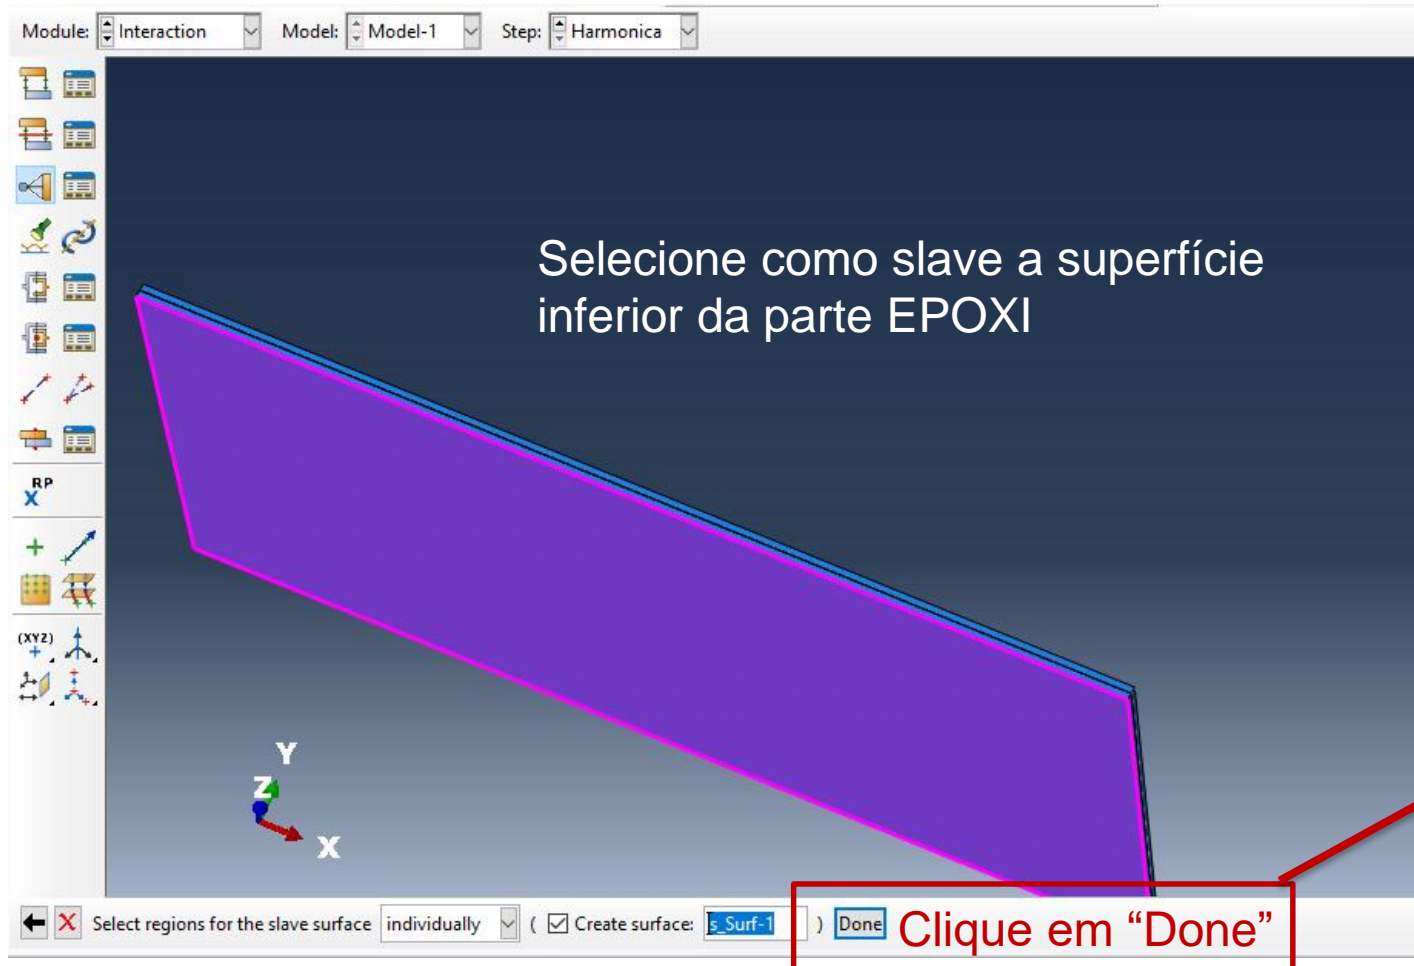 Module: Interaction Model: Model-1 Step: Harmonica
Selecione como slave a superfície
inferior da parte EPOXI
RP
X
(XYZ)
Y
Z
X
X Select regions for the slave surface individually ( Create surface: s_Surf-1 ) Done Clique em “Done”